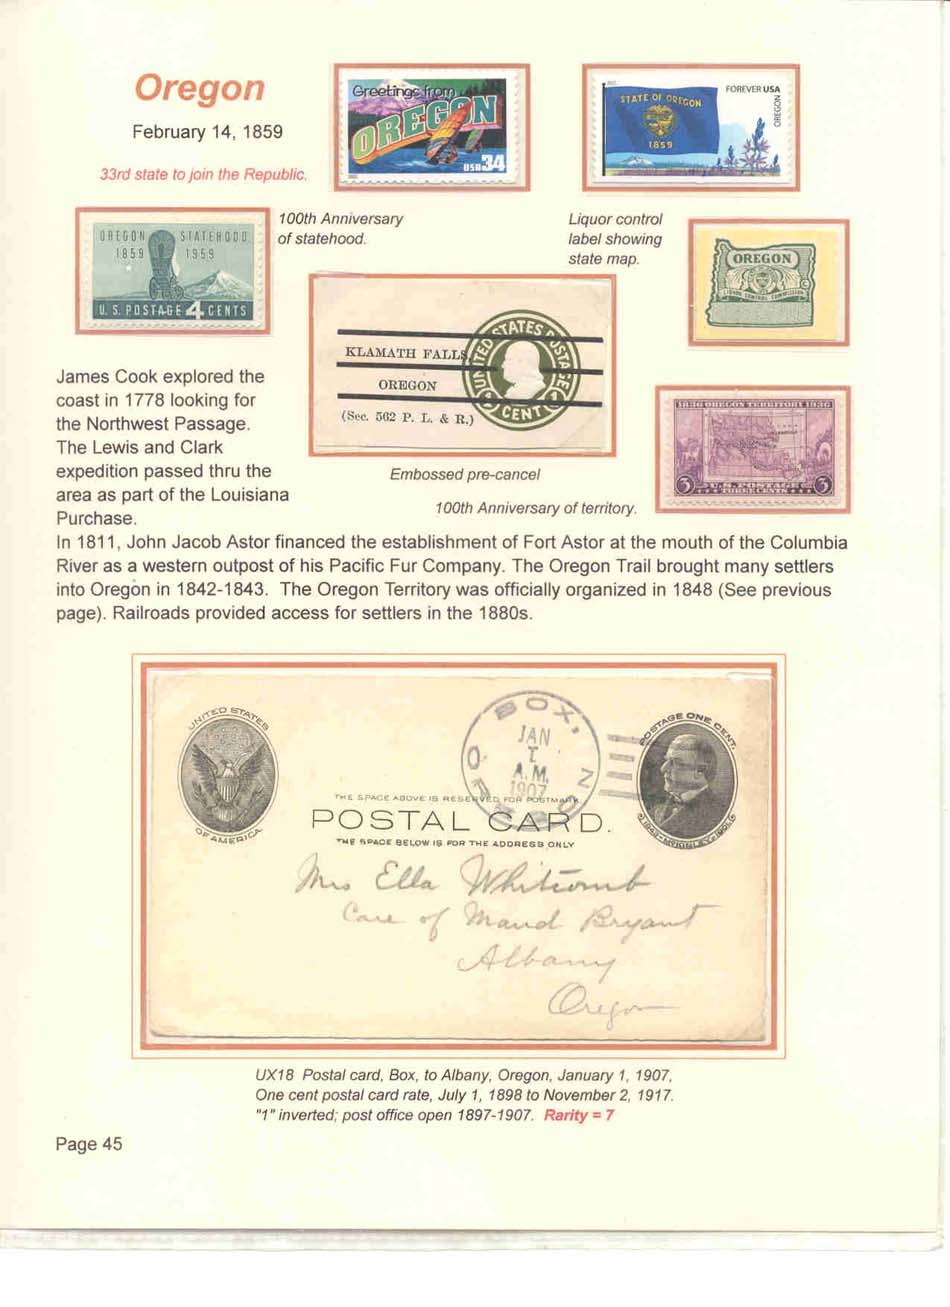 Oregon
February 14, 1859
33rd state to join the Republic.
Greetings from
OREGON
USA 34
FOREVER USA
OREGON
STATE OF OREGON
1859
OREGON STATEHOOD
1859 1959
U.S. POSTAGE 4 CENTS
100th Anniversary
of statehood.
Liquor control
label showing
state map.
OREGON
LIQUOR CONTROL COMMISSION
KLAMATH FALLS,
OREGON
(Sec. 562 P. L. & R.)
UNITED STATES POSTAGE
1 CENT 1
Embossed pre-cancel
1836 OREGON TERRITORY 1936
3 U.S. POSTAGE 3
THREE CENTS
100th Anniversary of territory.
James Cook explored the
coast in 1778 looking for
the Northwest Passage.
The Lewis and Clark
expedition passed thru the
area as part of the Louisiana
Purchase.
In 1811, John Jacob Astor financed the establishment of Fort Astor at the mouth of the Columbia
River as a western outpost of his Pacific Fur Company. The Oregon Trail brought many settlers
into Oregon in 1842-1843. The Oregon Territory was officially organized in 1848 (See previous
page). Railroads provided access for settlers in the 1880s.
UNITED STATES
OF AMERICA
BOX,
JAN
1
A.M.
1907
OREGON
POSTAGE ONE CENT.
1843-McKINLEY-1901
THE SPACE ABOVE IS RESERVED FOR POSTMARK
POSTAL CARD.
THE SPACE BELOW IS FOR THE ADDRESS ONLY
Mrs Ella Whitcomb
Care of Maud Bryant
Albany
Oregon
UX18 Postal card, Box, to Albany, Oregon, January 1, 1907,
One cent postal card rate, July 1, 1898 to November 2, 1917.
"1" inverted; post office open 1897-1907. Rarity = 7
Page 45